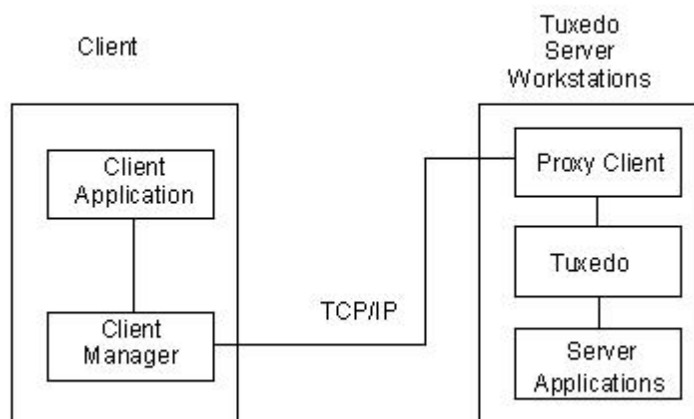 Client
Client
Application
Client
Manager
TCP/IP
Tuxedo
Server
Workstations
Proxy Client
Tuxedo
Server
Applications